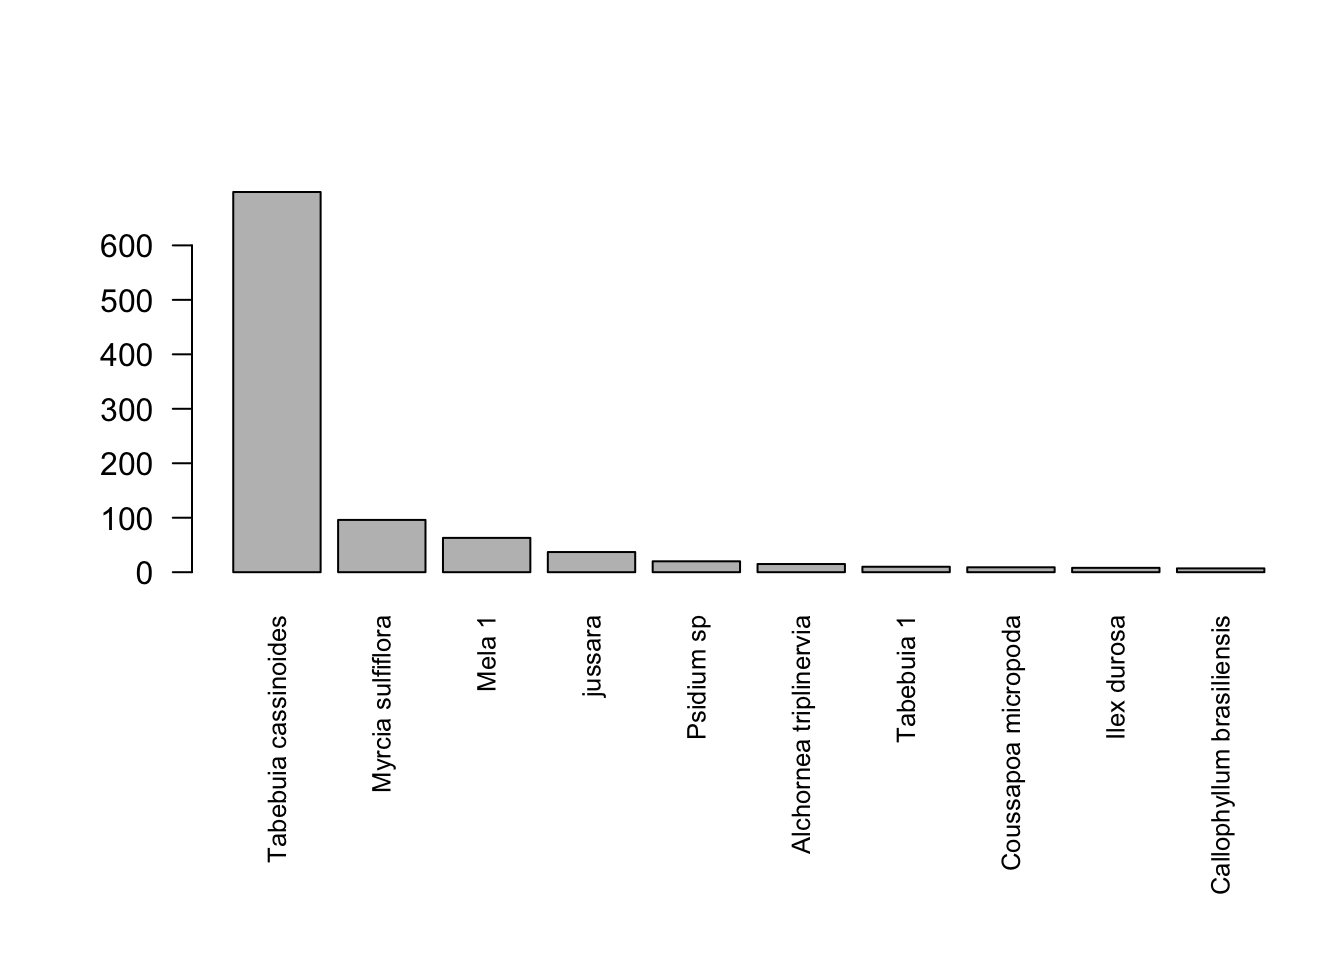 600
500
400
300
200
100
0
Tabebuia cassinoides
Myrcia sulfiflora
Mela 1
jussara
Psidium sp
Alchornea triplinervia
Tabebuia 1
Coussapoa micropoda
Ilex durosa
Callophyllum brasiliensis